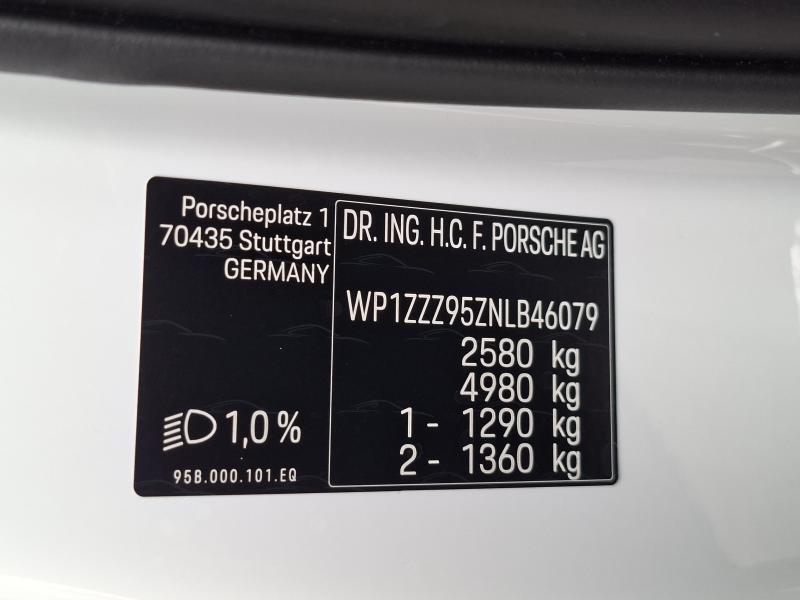 Porscheplatz 1
70435 Stuttgart
GERMANY
DR. ING. H.C. F. PORSCHE AG
WP1ZZZ95ZNLB46079
2580 kg
4980 kg
1 - 1290 kg
2 - 1360 kg
1,0 %
95B.000.101.EQ